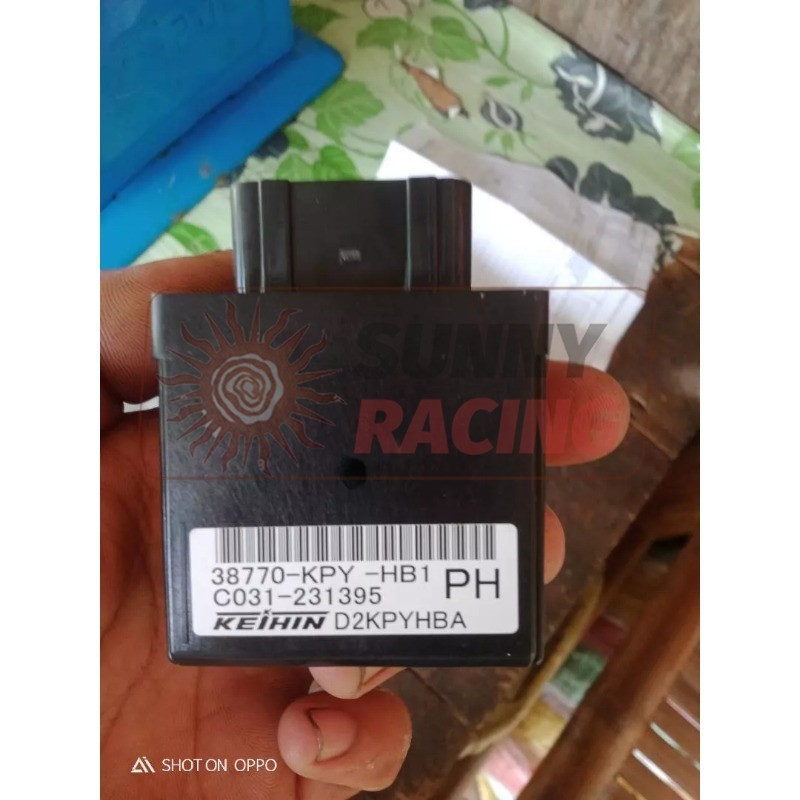 SUNNY
RACING
38770-KPY -HB1
PH
C031-231395
KEIHIN D2KPYHBA
SHOT ON OPPO